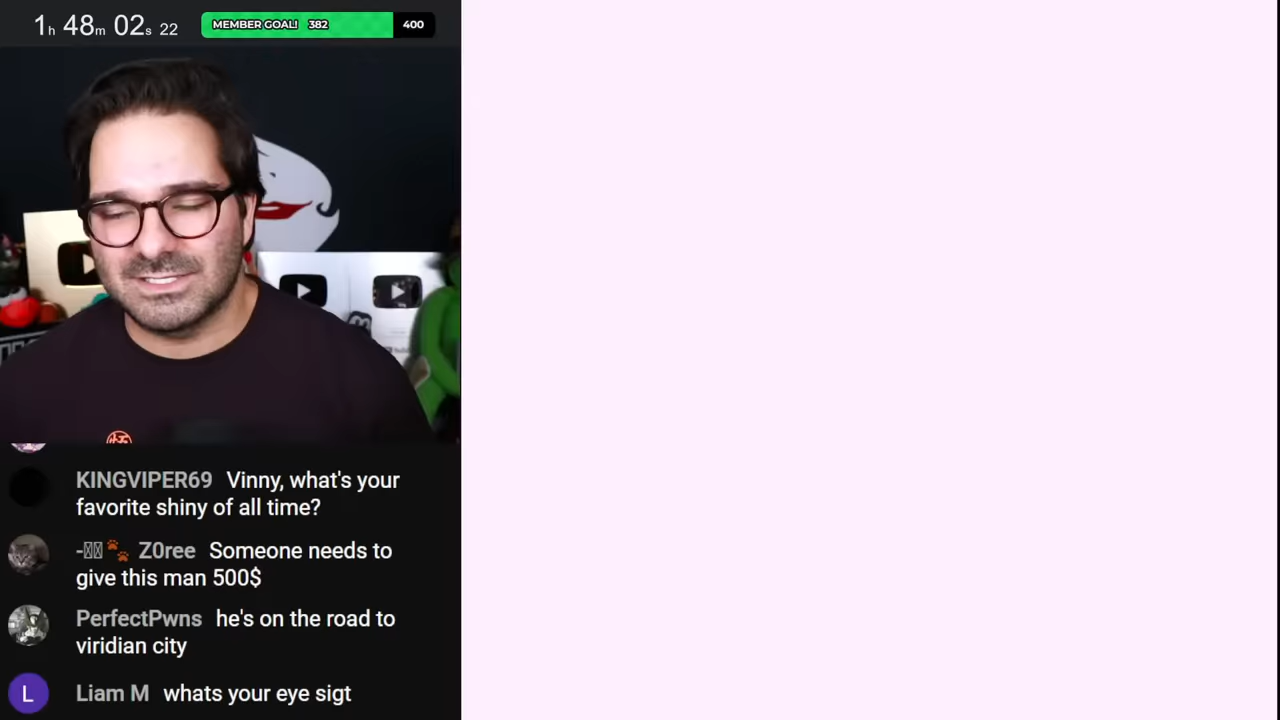 1h 48m 02s 22
MEMBER GOAL! 382
400
KINGVIPER69 Vinny, what's your
favorite shiny of all time?
Z0ree Someone needs to
give this man 500$
PerfectPwns he's on the road to
viridian city
L
Liam M whats your eye sigt